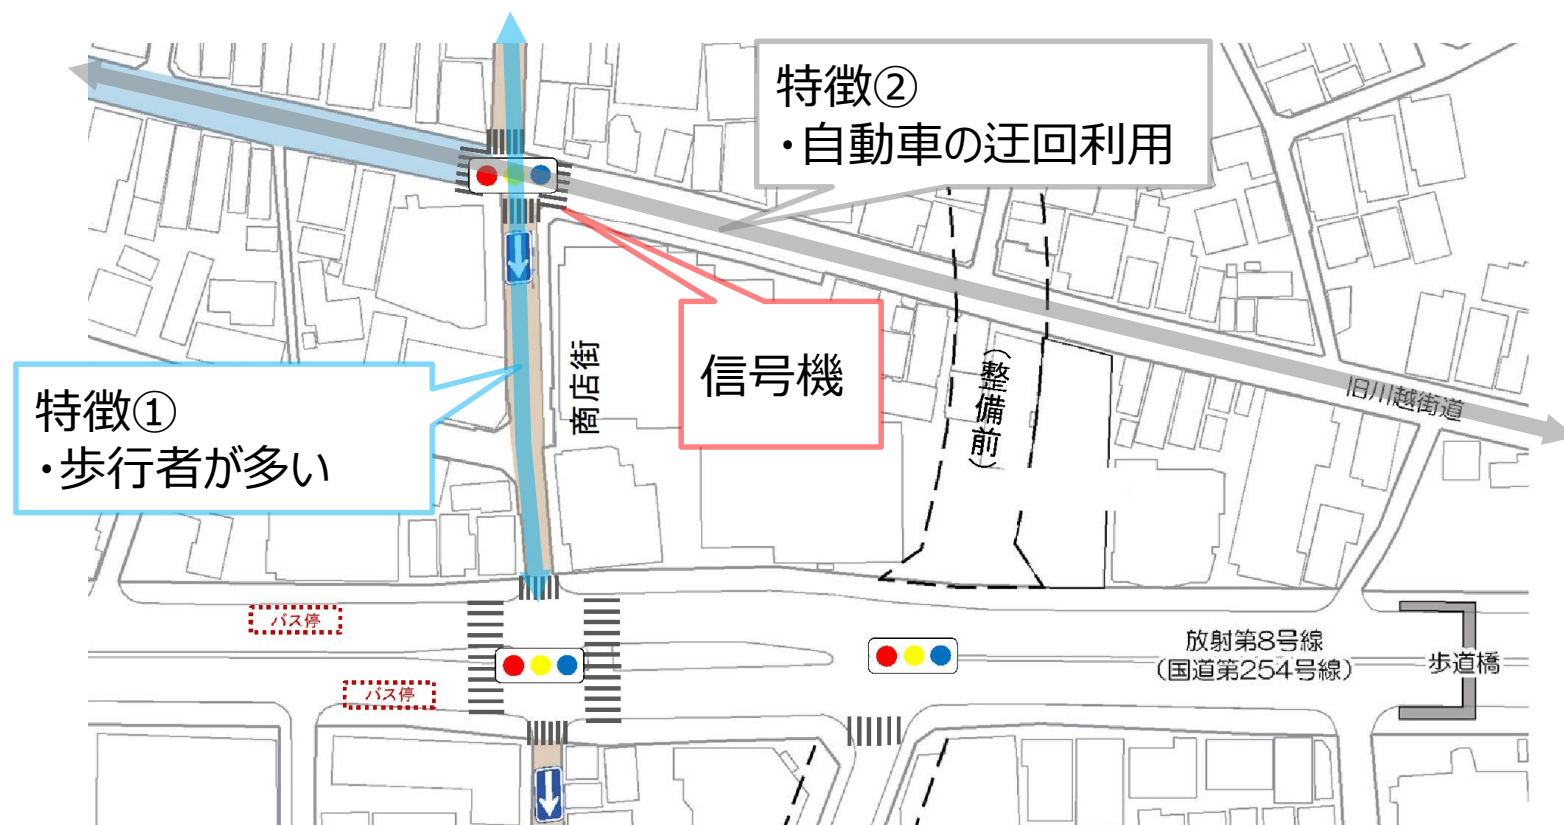 特徴②
・自動車の迂回利用
信号機
商店街
(整備前)
旧川越街道
特徴①
・歩行者が多い
バス停
バス停
放射第8号線
(国道第254号線)
歩道橋